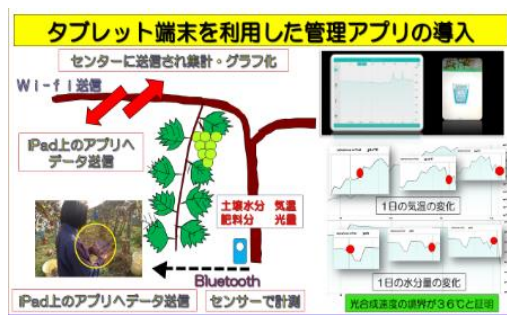 タブレット端末を利用した管理アプリの導入
センターに送信され集計・グラフ化
Wi-fi送信
iPad上のアプリへ
データ送信
土壌水分 気温
肥料分 光量
1日の気温の変化
Bluetooth
1日の水分量の変化
iPad上のアプリへデータ送信
センサーで計測
光合成速度の境界が36℃と証明